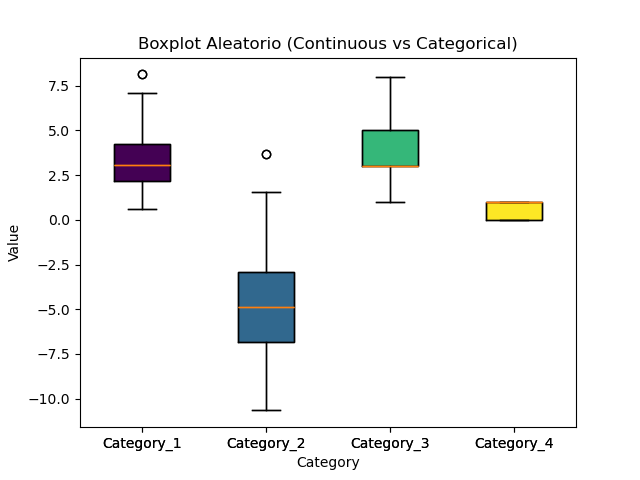 Boxplot Aleatorio (Continuous vs Categorical)
7.5
5.0
2.5
0.0
−2.5
−5.0
−7.5
−10.0
Value
Category_1 Category_2 Category_3 Category_4
Category